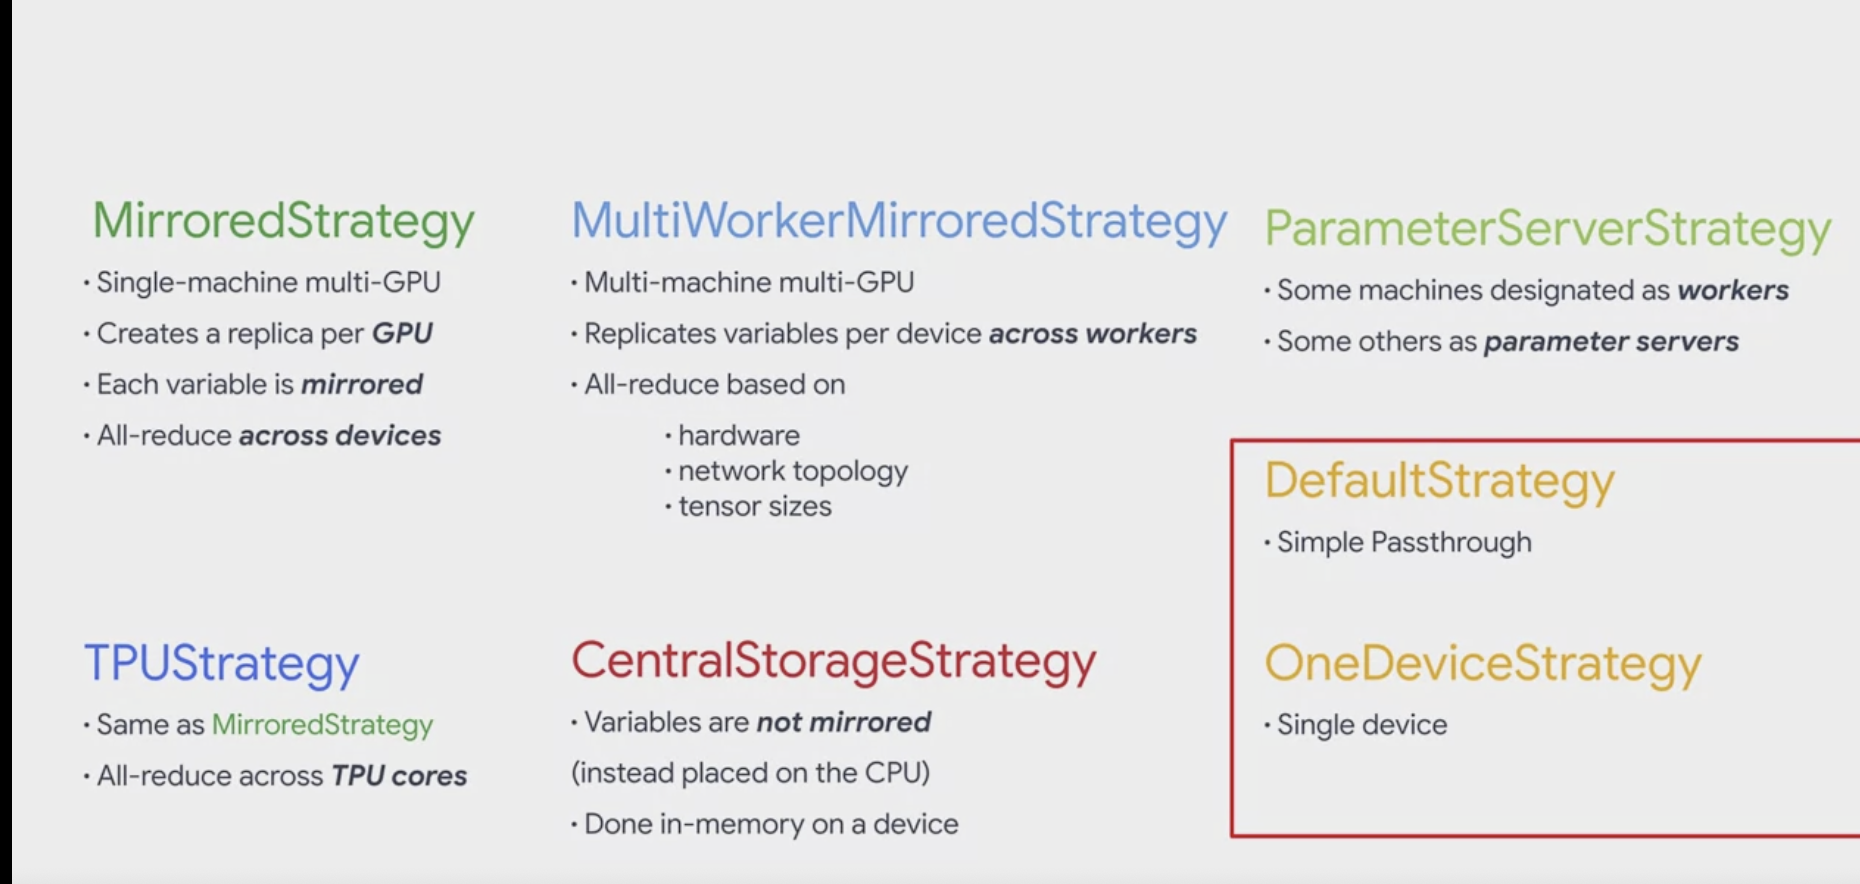 MirroredStrategy
· Single-machine multi-GPU
· Creates a replica per GPU
· Each variable is mirrored
· All-reduce across devices
MultiWorkerMirroredStrategy
· Multi-machine multi-GPU
· Replicates variables per device across workers
· All-reduce based on
· hardware
· network topology
· tensor sizes
ParameterServerStrategy
· Some machines designated as workers
· Some others as parameter servers
TPUStrategy
· Same as MirroredStrategy
· All-reduce across TPU cores
CentralStorageStrategy
· Variables are not mirrored
(instead placed on the CPU)
· Done in-memory on a device
DefaultStrategy
· Simple Passthrough
OneDeviceStrategy
· Single device